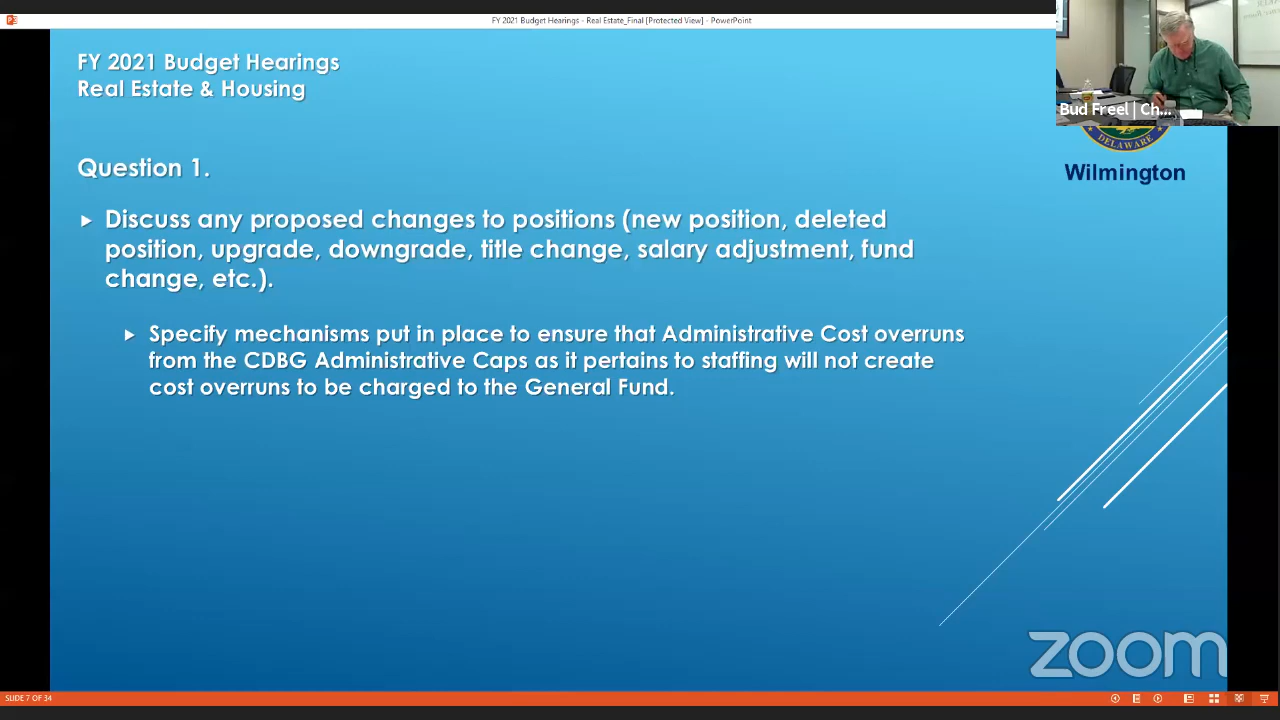 FY 2021 Budget Hearings - Real Estate_Final [Protected View] - PowerPoint
FY 2021 Budget Hearings
Real Estate & Housing
Bud Freel | Ch...
DELAWARE
Wilmington
Question 1.
Discuss any proposed changes to positions (new position, deleted
position, upgrade, downgrade, title change, salary adjustment, fund
change, etc.).
Specify mechanisms put in place to ensure that Administrative Cost overruns
from the CDBG Administrative Caps as it pertains to staffing will not create
cost overruns to be charged to the General Fund.
zoom
SLIDE 7 OF 34